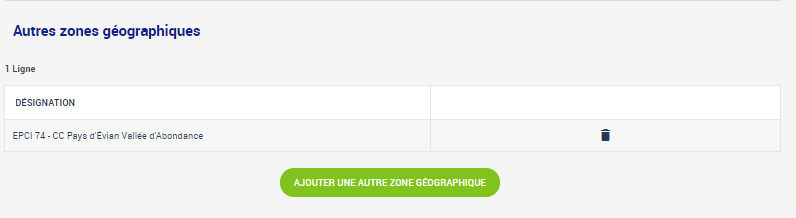 Autres zones géographiques
1 Ligne
DÉSIGNATION
EPCI 74 - CC Pays d'Évian Vallée d'Abondance
AJOUTER UNE AUTRE ZONE GÉOGRAPHIQUE